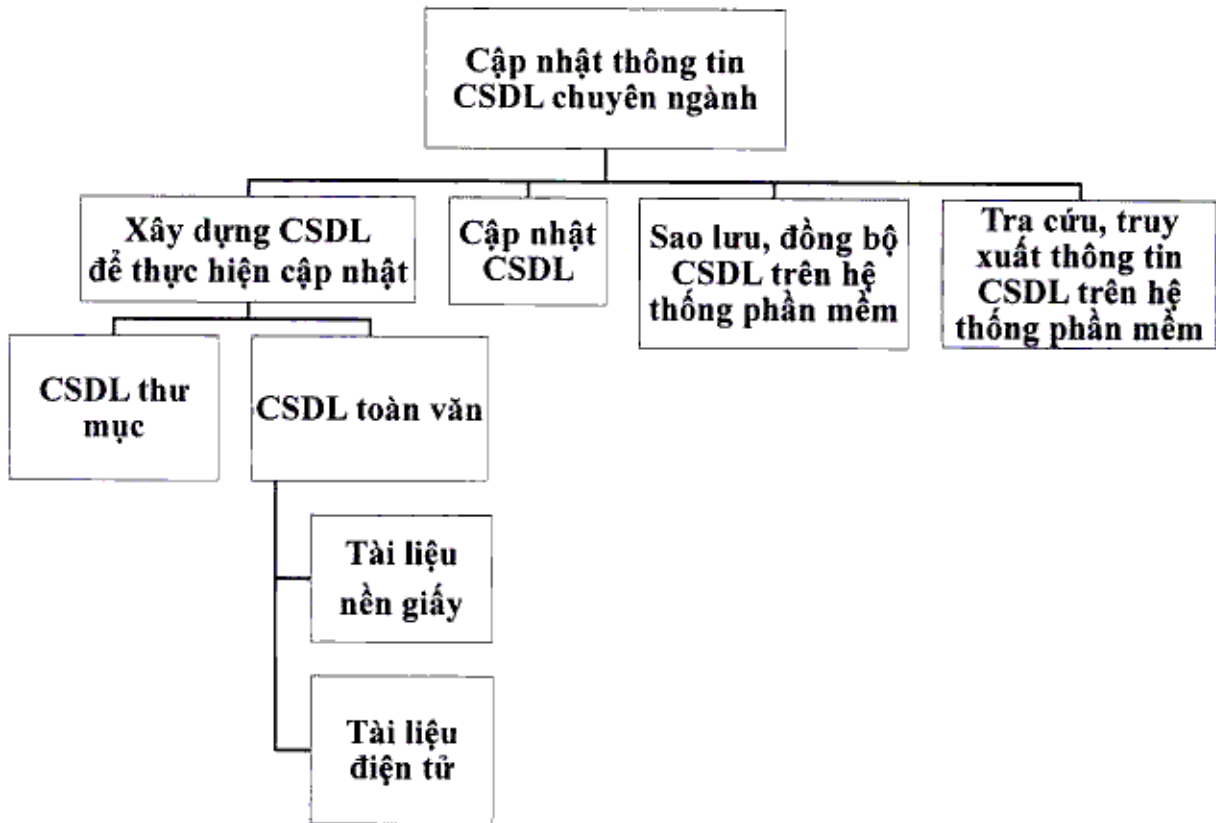 Cập nhật thông tin
CSDL chuyên ngành
Xây dựng CSDL
để thực hiện cập nhật
Cập nhật
CSDL
Sao lưu, đồng bộ
CSDL trên hệ
thống phần mềm
Tra cứu, truy
xuất thông tin
CSDL trên hệ
thống phần mềm
CSDL thư
mục
CSDL toàn văn
Tài liệu
nền giấy
Tài liệu
điện tử